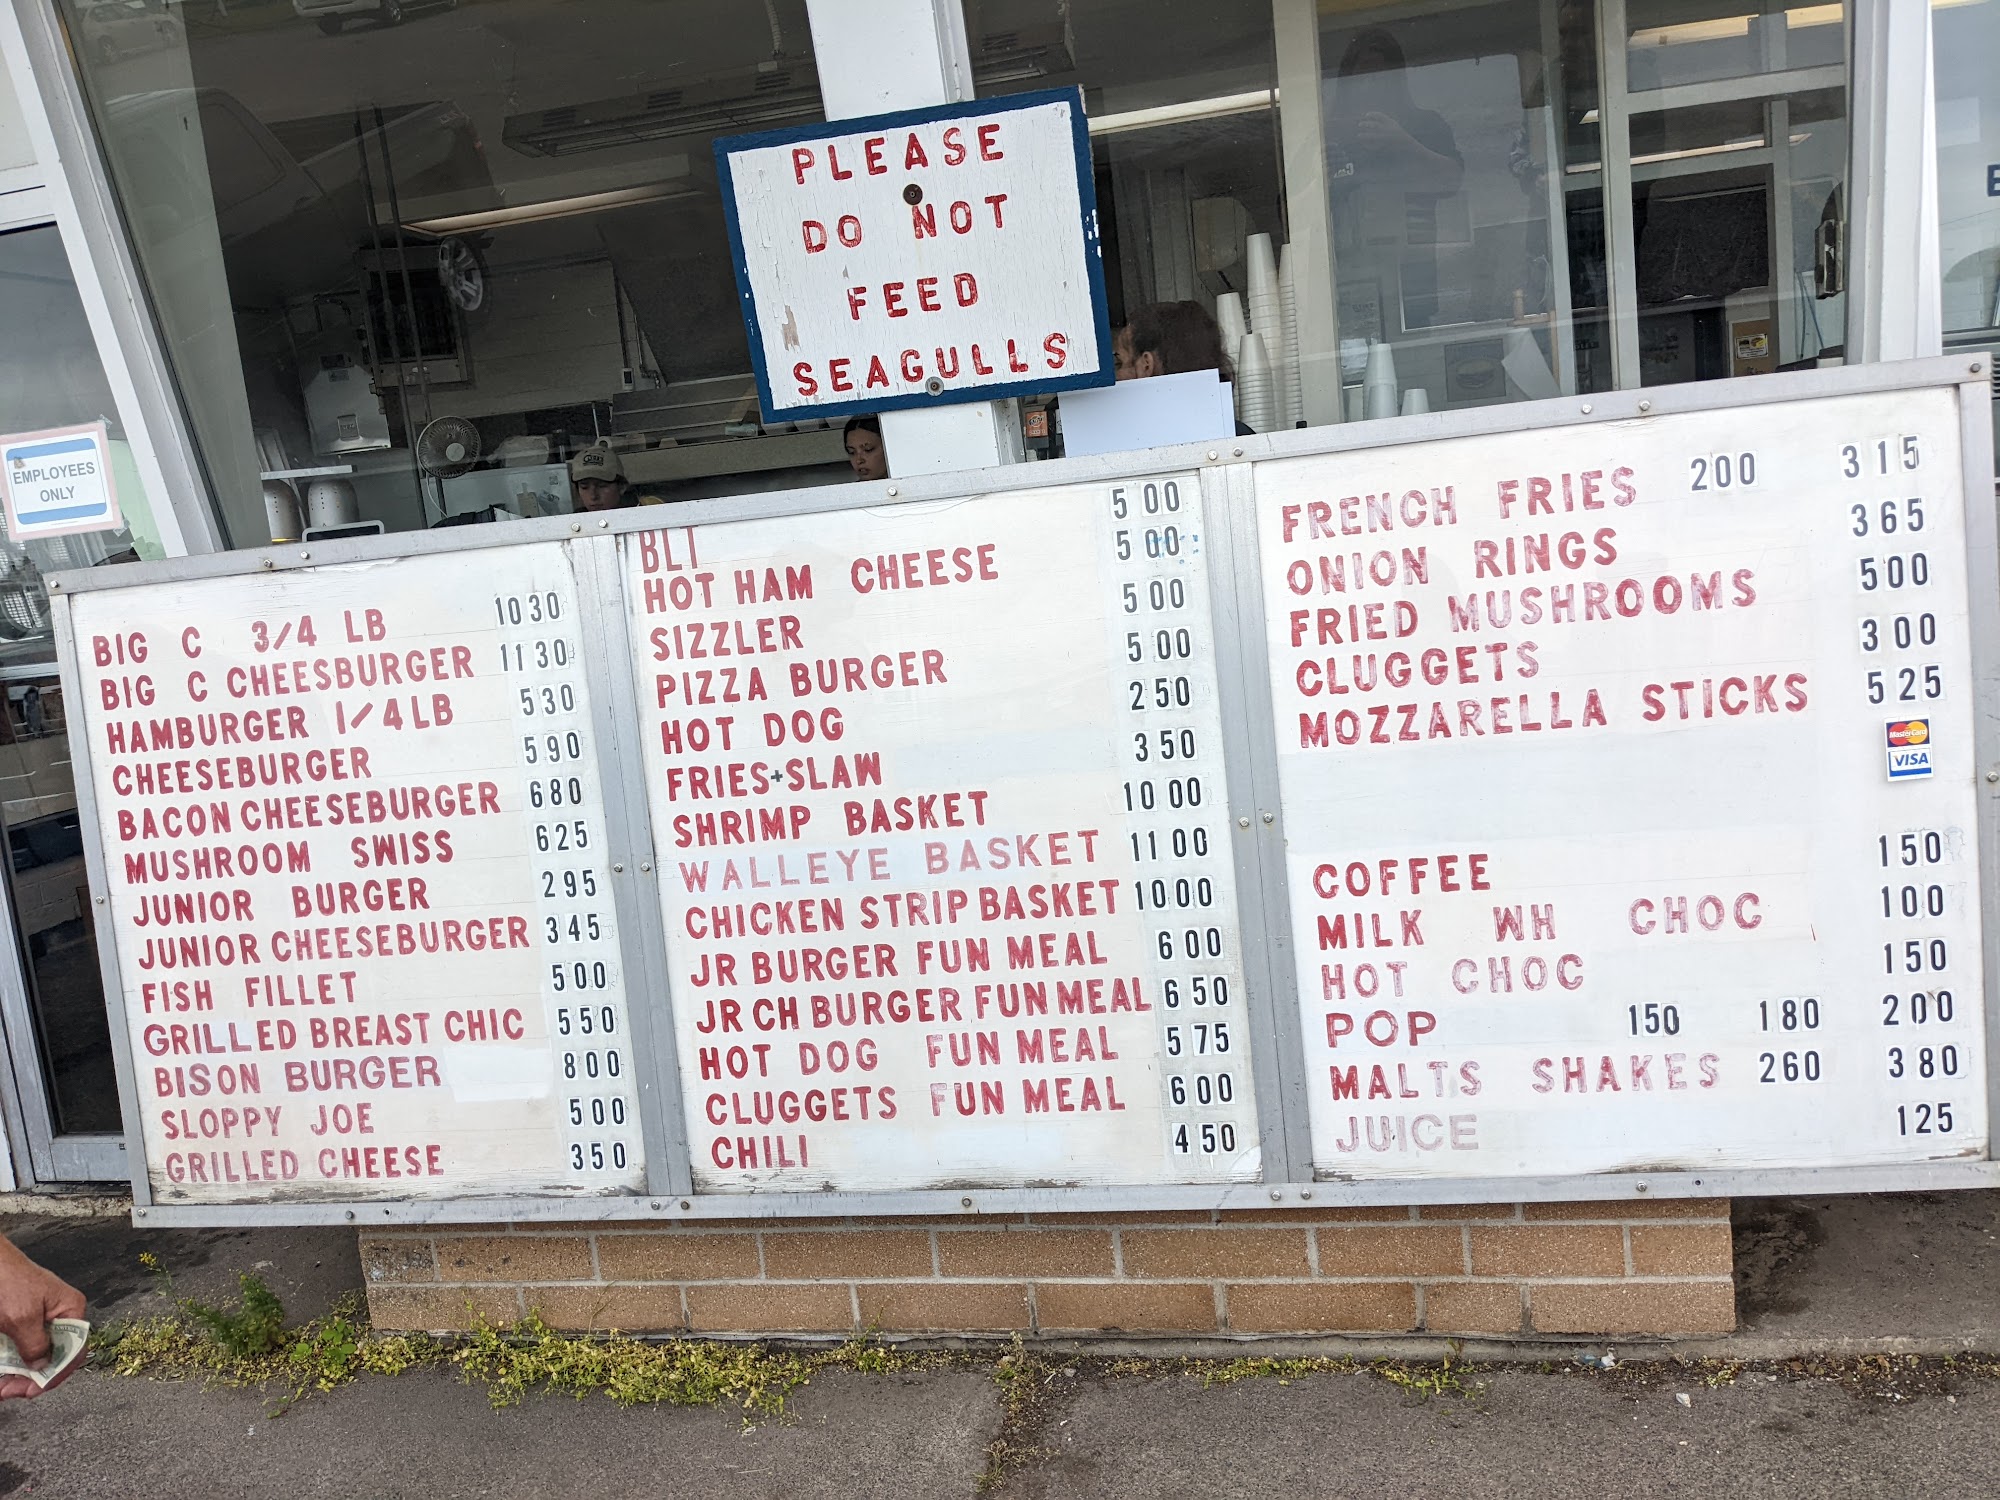 PLEASE
DO NOT
FEED
SEAGULLS
EMPLOYEES
ONLY
BIG C 3/4 LB 1030
BIG C CHEESBURGER 1130
HAMBURGER 1/4 LB 530
CHEESEBURGER 590
BACON CHEESEBURGER 680
MUSHROOM SWISS 625
JUNIOR BURGER 295
JUNIOR CHEESEBURGER 345
FISH FILLET 500
GRILLED BREAST CHIC 550
BISON BURGER 800
SLOPPY JOE 500
GRILLED CHEESE 350
BLT 500
HOT HAM CHEESE 500
SIZZLER 500
PIZZA BURGER 500
HOT DOG 250
FRIES+SLAW 350
SHRIMP BASKET 1000
WALLEYE BASKET 1100
CHICKEN STRIP BASKET 1000
JR BURGER FUN MEAL 600
JR CH BURGER FUN MEAL 650
HOT DOG FUN MEAL 575
CLUGGETS FUN MEAL 600
CHILI 450
FRENCH FRIES 200 315
ONION RINGS 365
FRIED MUSHROOMS 500
CLUGGETS 300
MOZZARELLA STICKS 525
MasterCard
VISA
COFFEE 150
MILK WH CHOC 100
HOT CHOC 150
POP 150 180 200
MALTS SHAKES 260 380
JUICE 125